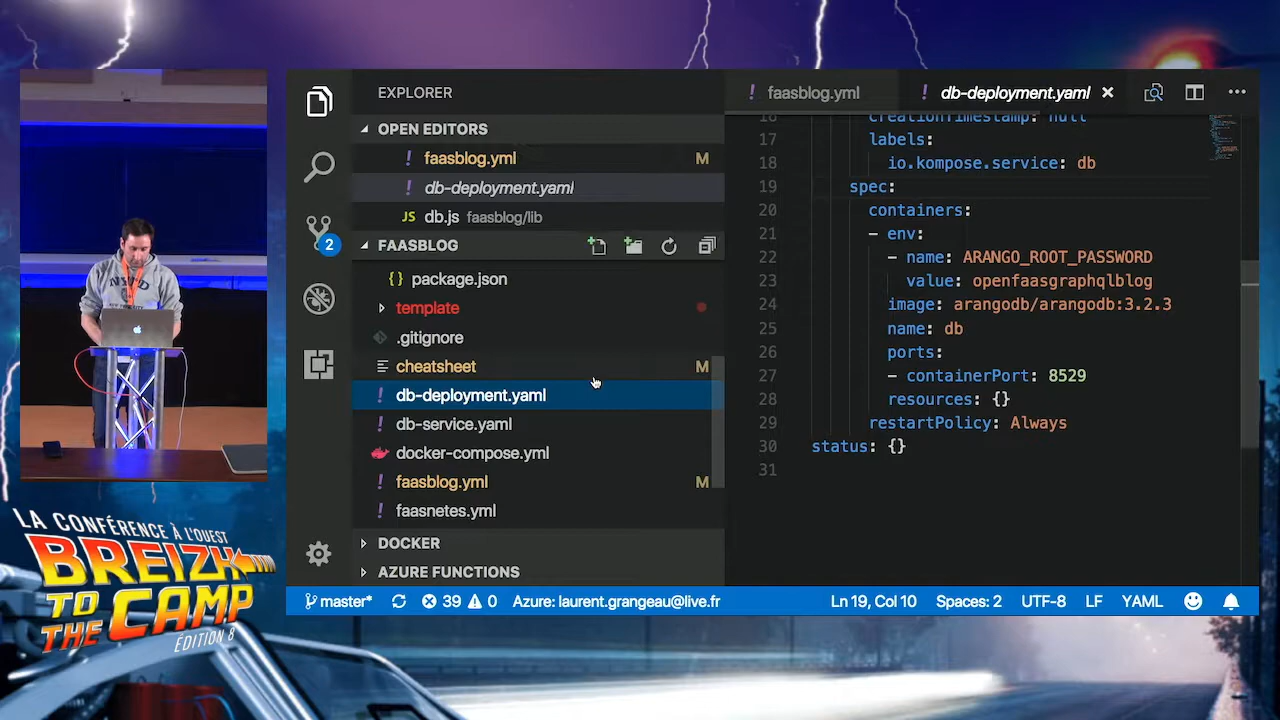 EXPLORER
OPEN EDITORS
! faasblog.yml M
! db-deployment.yaml
JS db.js faasblog/lib
2
FAASBLOG
{ } package.json
template
.gitignore
cheatsheet M
! db-deployment.yaml
! db-service.yaml
docker-compose.yml
! faasblog.yml M
! faasnetes.yml
DOCKER
AZURE FUNCTIONS
! faasblog.yml
! db-deployment.yaml ×
16 creationTimestamp: null
17 labels:
18 io.kompose.service: db
19 spec:
20 containers:
21 - env:
22 - name: ARANGO_ROOT_PASSWORD
23 value: openfaasgraphqlblog
24 image: arangodb/arangodb:3.2.3
25 name: db
26 ports:
27 - containerPort: 8529
28 resources: {}
29 restartPolicy: Always
30 status: {}
31
master* 39 0 Azure: laurent.grangeau@live.fr Ln 19, Col 10 Spaces: 2 UTF-8 LF YAML
LA CONFÉRENCE À L'OUEST
BREIZH
TO
THE CAMP
ÉDITION 8